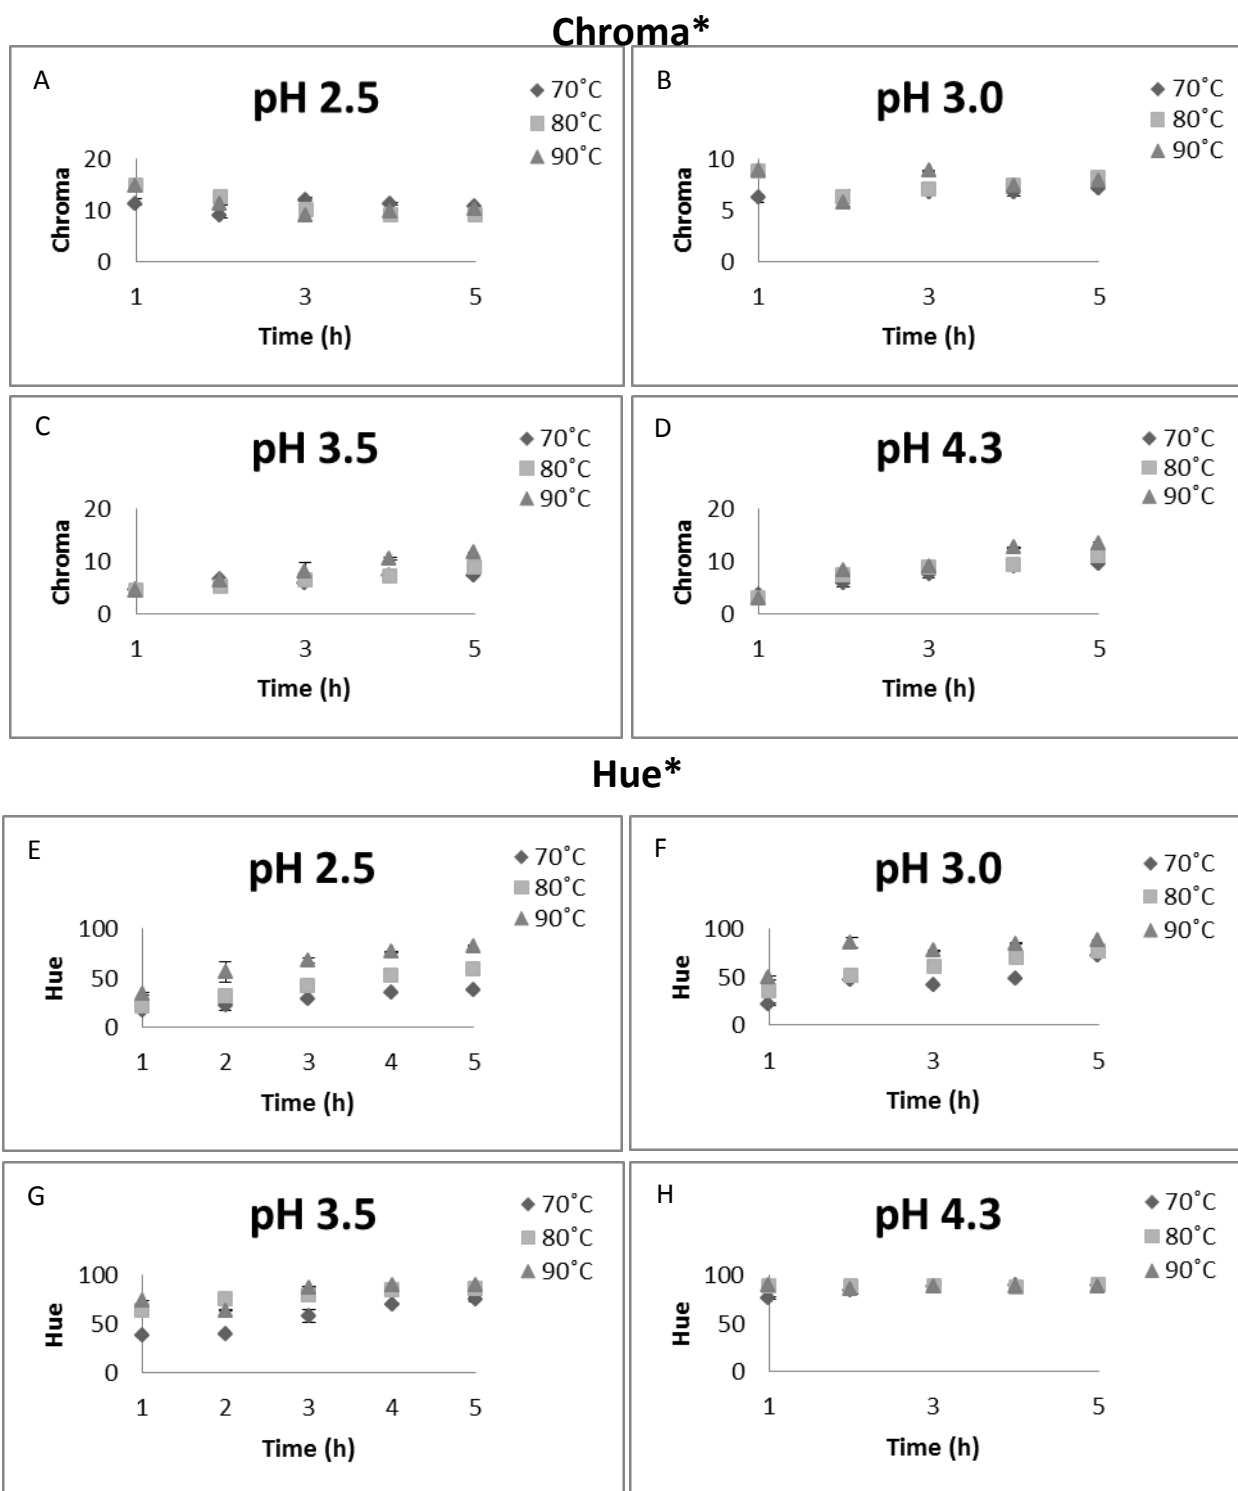 Chroma*
A
pH 2.5
70˚C
80˚C
90˚C
20
10
0
Chroma
1 3 5
Time (h)
B
pH 3.0
70˚C
80˚C
90˚C
10
5
0
Chroma
1 3 5
Time (h)
C
pH 3.5
70˚C
80˚C
90˚C
20
10
0
Chroma
1 3 5
Time (h)
D
pH 4.3
70˚C
80˚C
90˚C
20
10
0
Chroma
1 3 5
Time (h)
Hue*
E
pH 2.5
70˚C
80˚C
90˚C
100
50
0
Hue
1 2 3 4 5
Time (h)
F
pH 3.0
70˚C
80˚C
90˚C
100
50
0
Hue
1 3 5
Time (h)
G
pH 3.5
70˚C
80˚C
90˚C
100
50
0
Hue
1 2 3 4 5
Time (h)
H
pH 4.3
70˚C
80˚C
90˚C
100
50
0
Hue
1 3 5
Time (h)